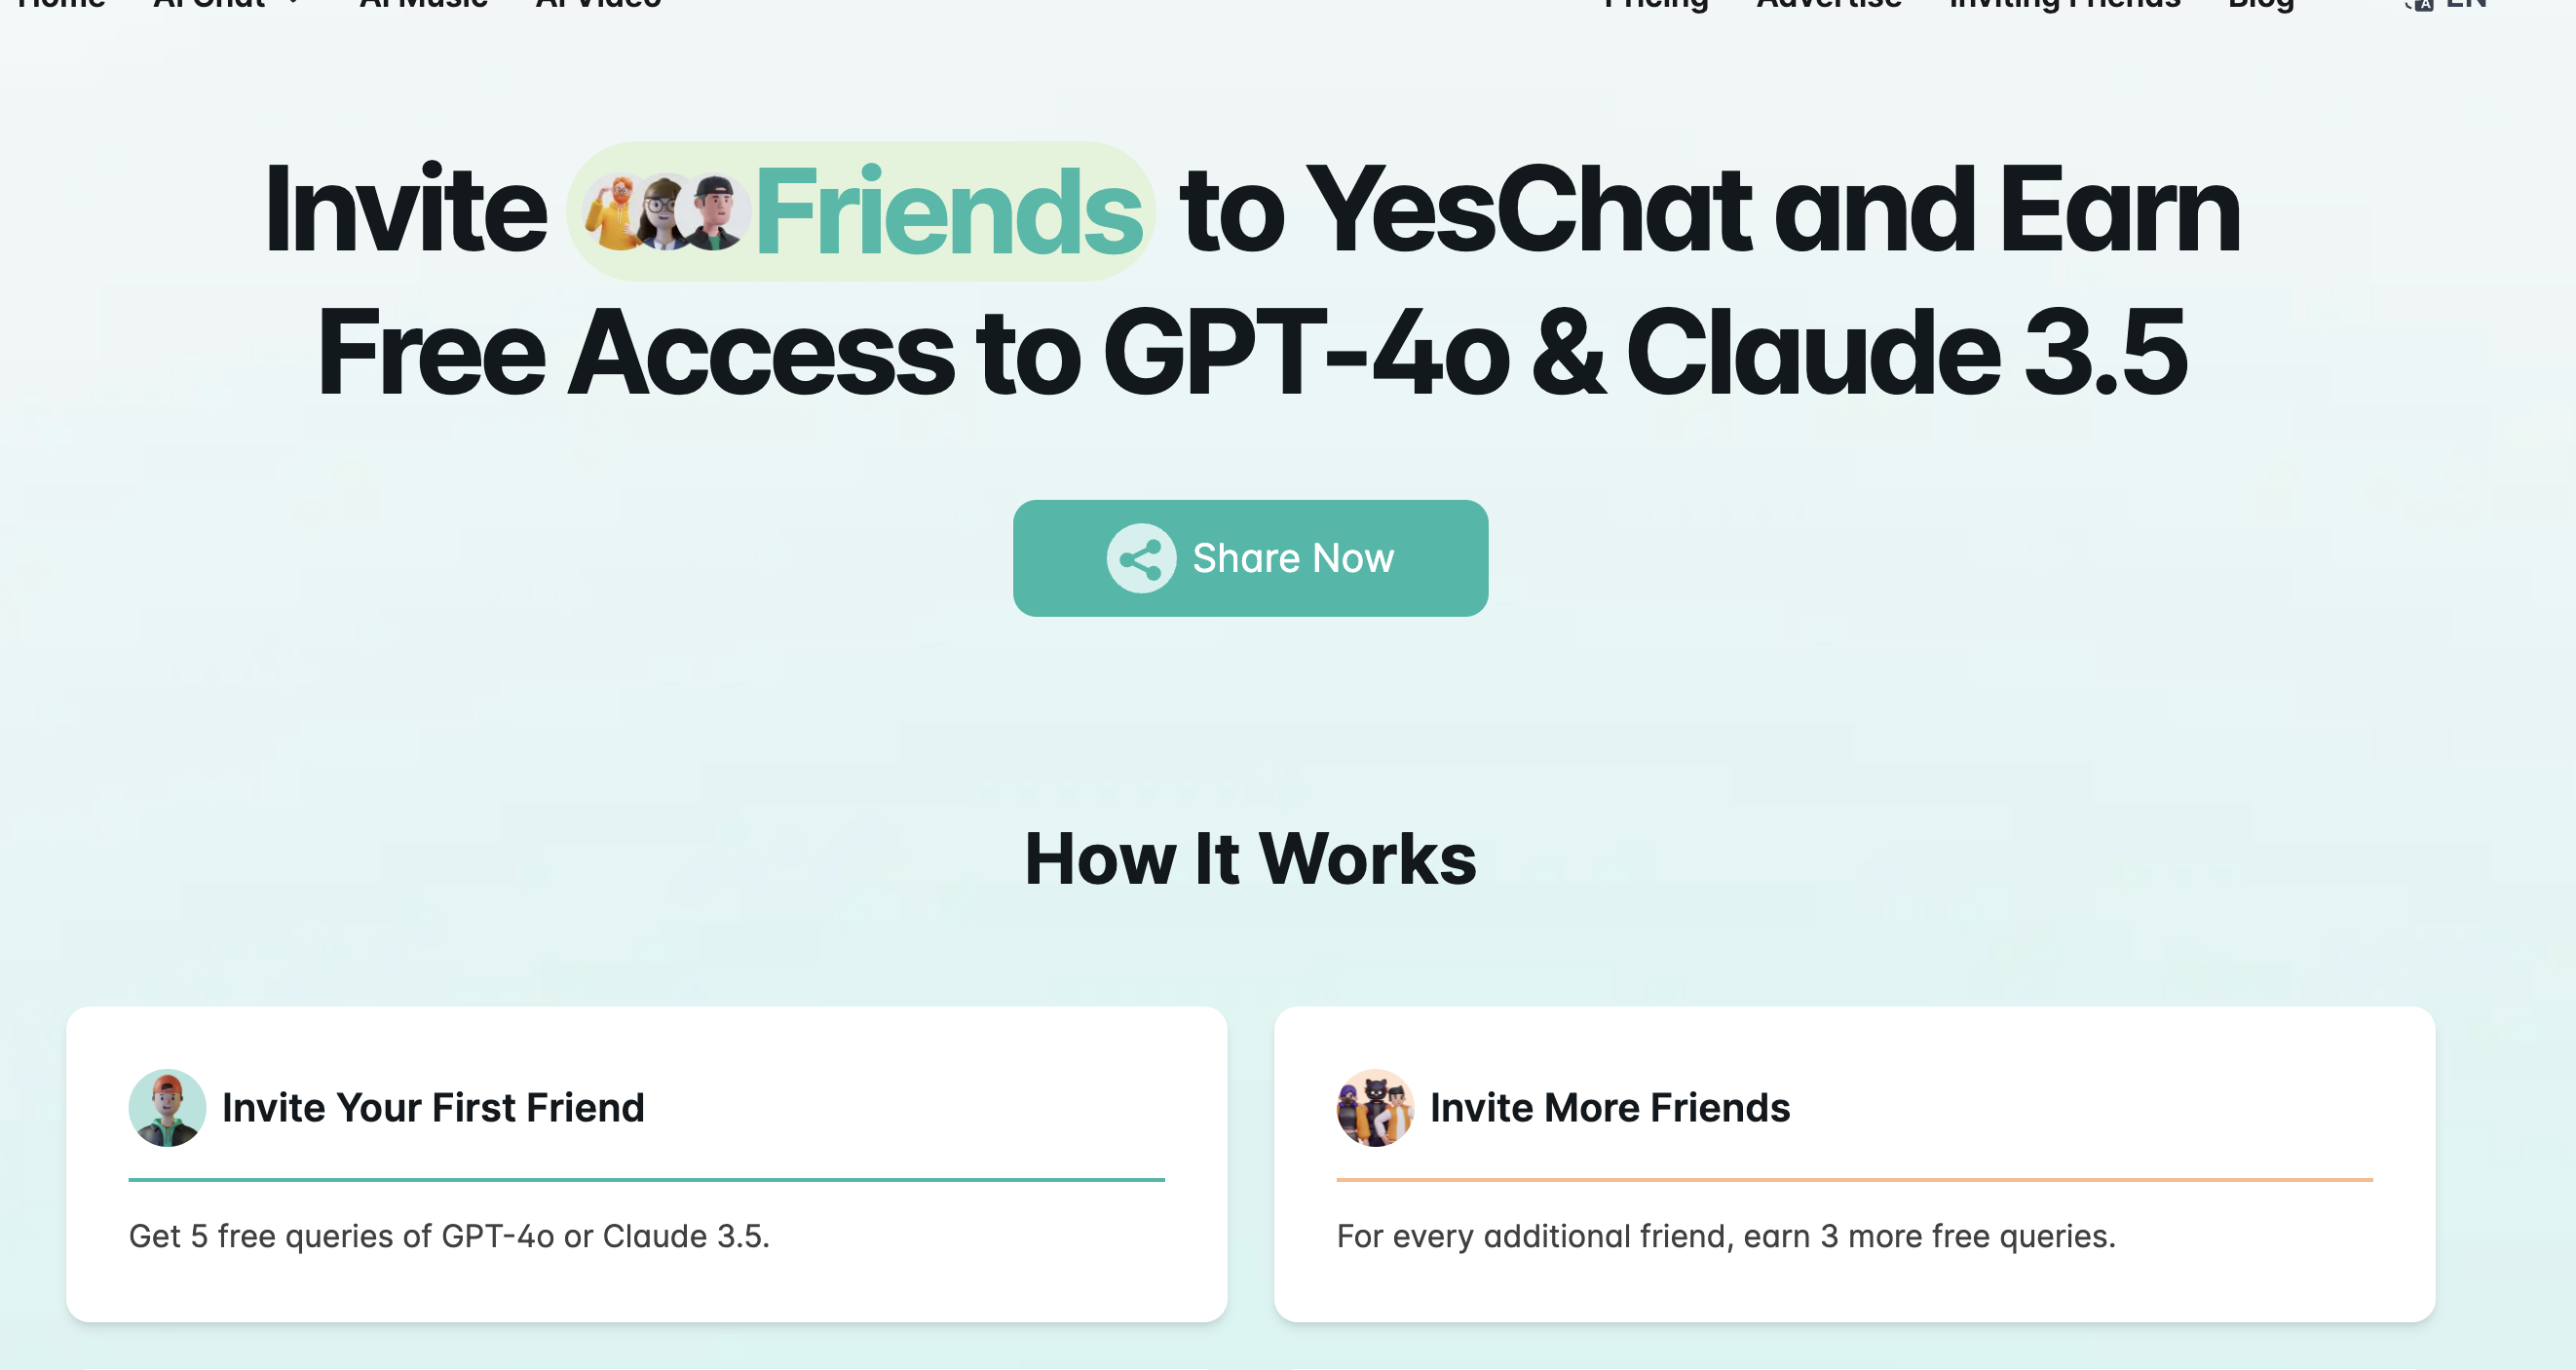 Home AI Chat AI Music AI Video Pricing Advertise Inviting Friends Blog EN
Invite Friends to YesChat and Earn
Free Access to GPT-4o & Claude 3.5
Share Now
How It Works
Invite Your First Friend
Get 5 free queries of GPT-4o or Claude 3.5.
Invite More Friends
For every additional friend, earn 3 more free queries.